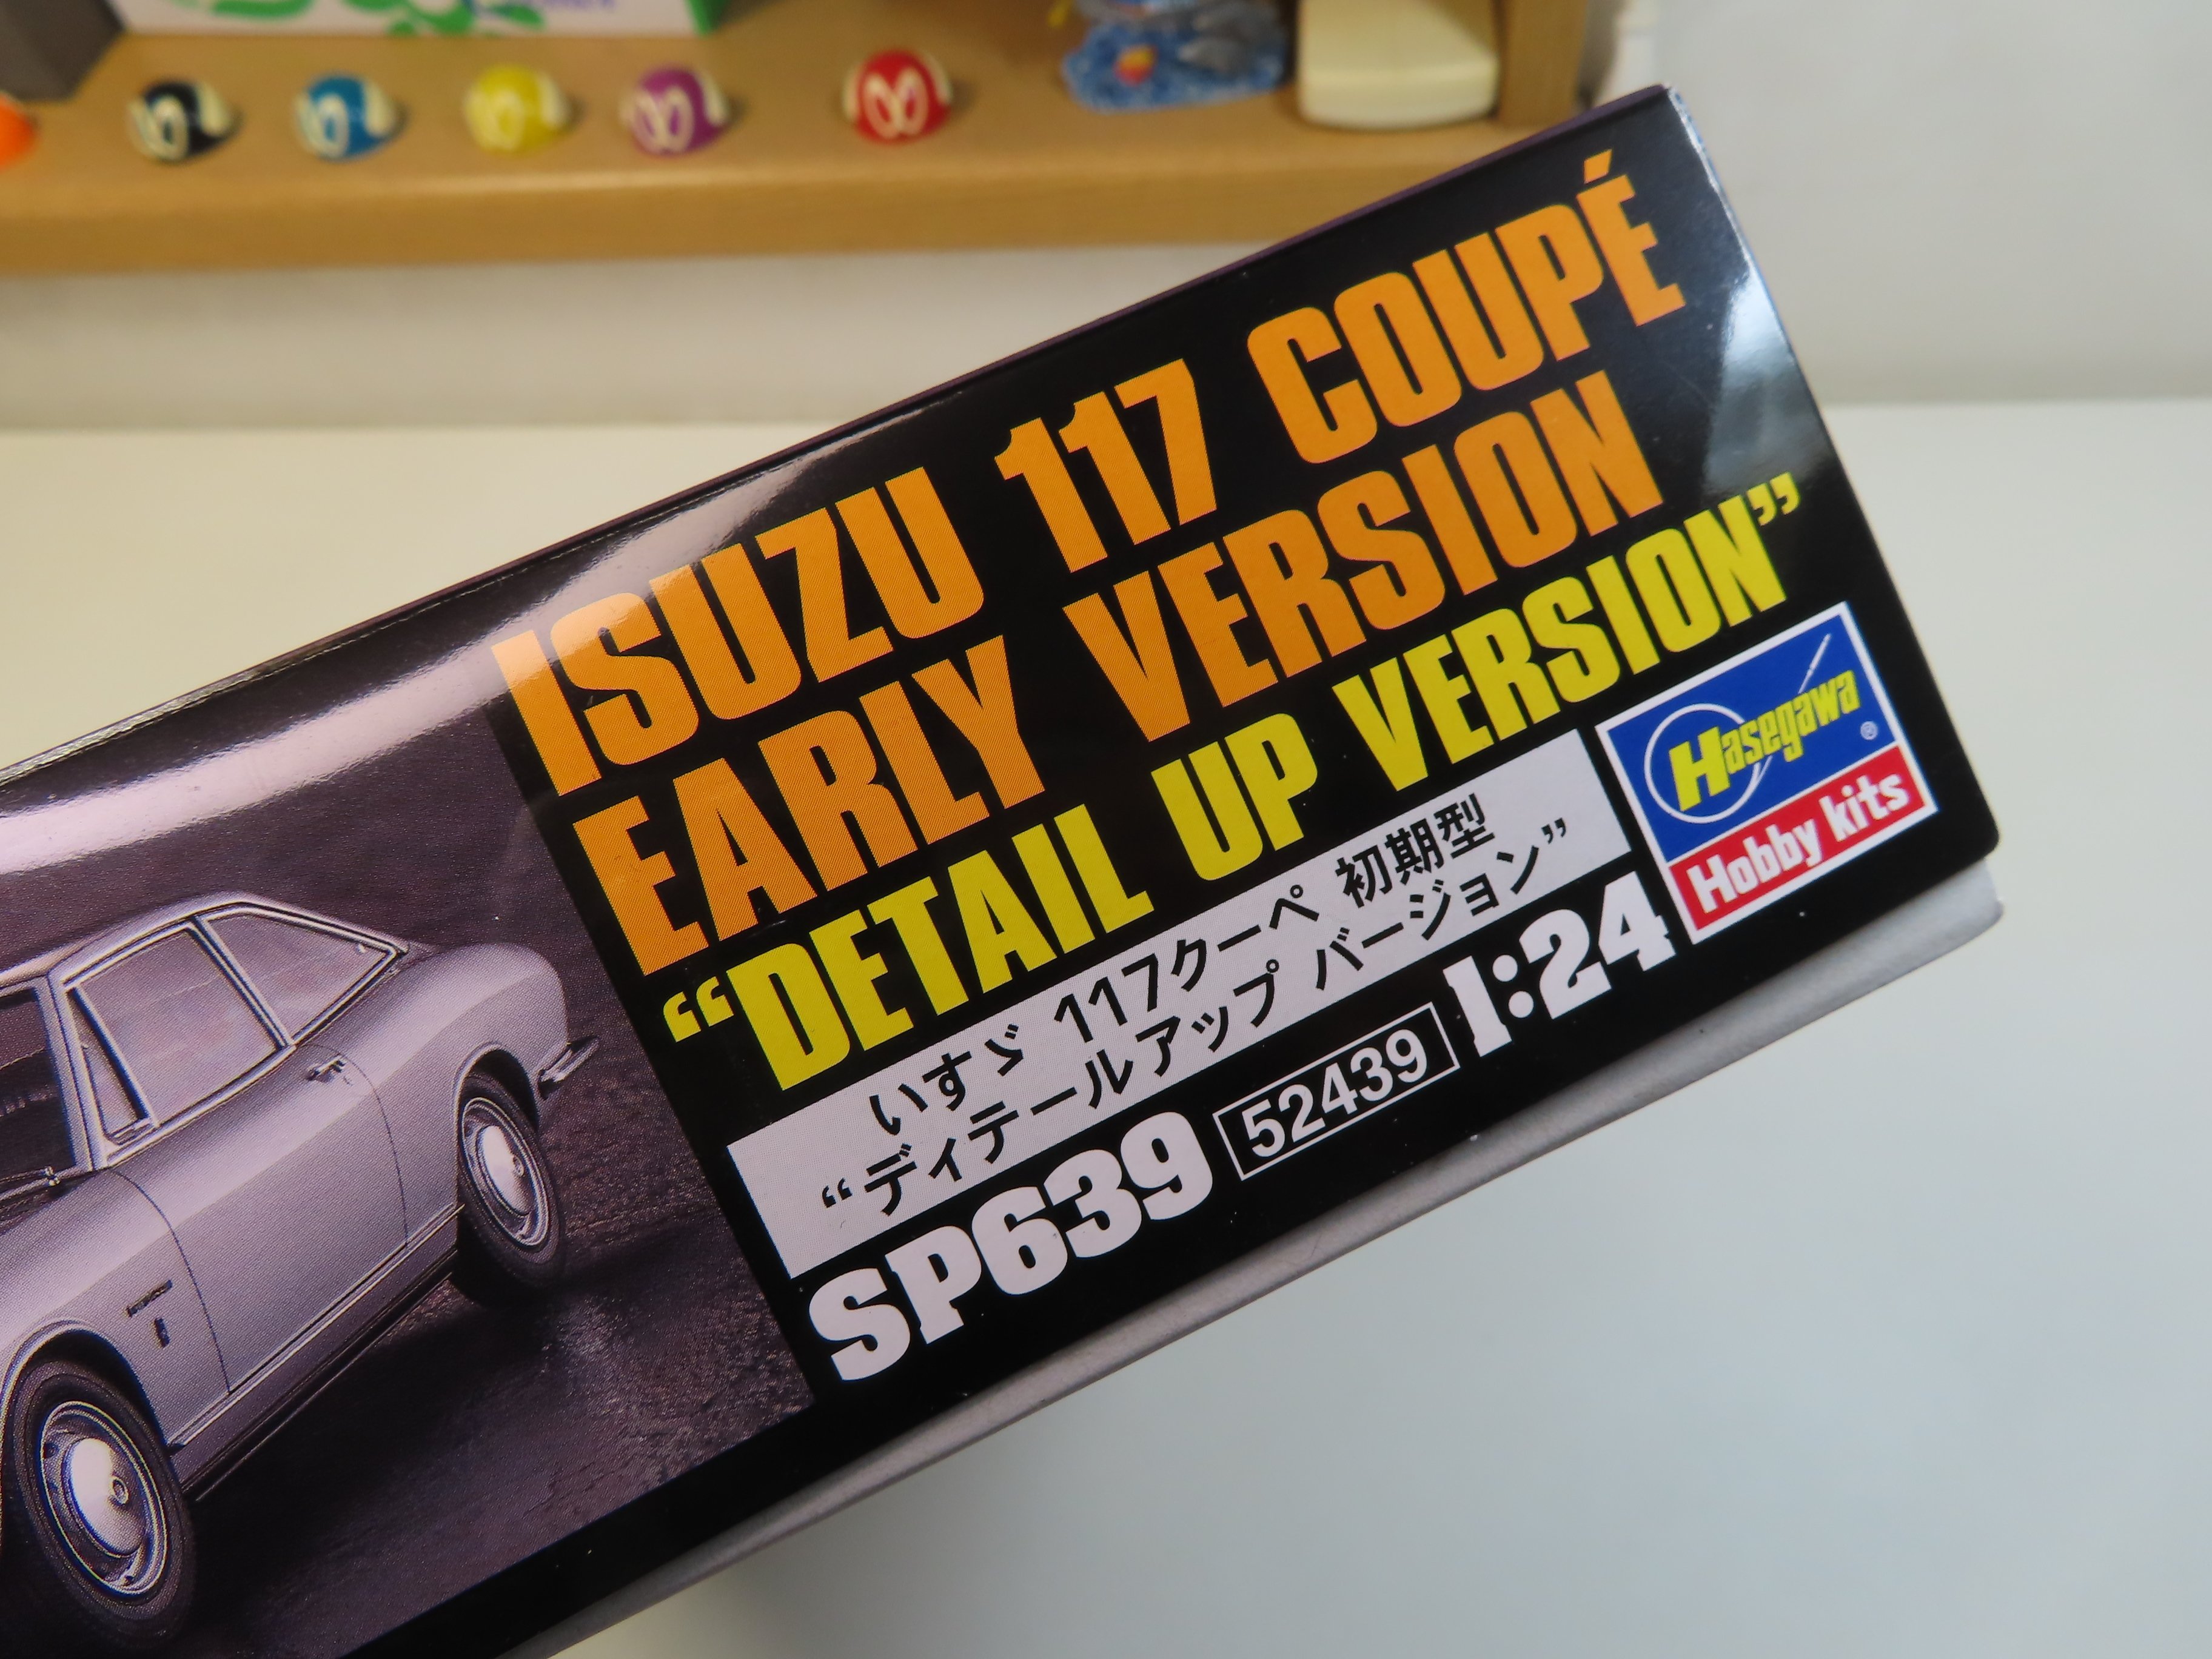 ISUZU 117 COUPÉ
EARLY VERSION
“DETAIL UP VERSION”
いすゞ 117クーペ 初期型
“ディテールアップ バージョン”
SP639 52439 1:24
Hasegawa®
Hobby kits